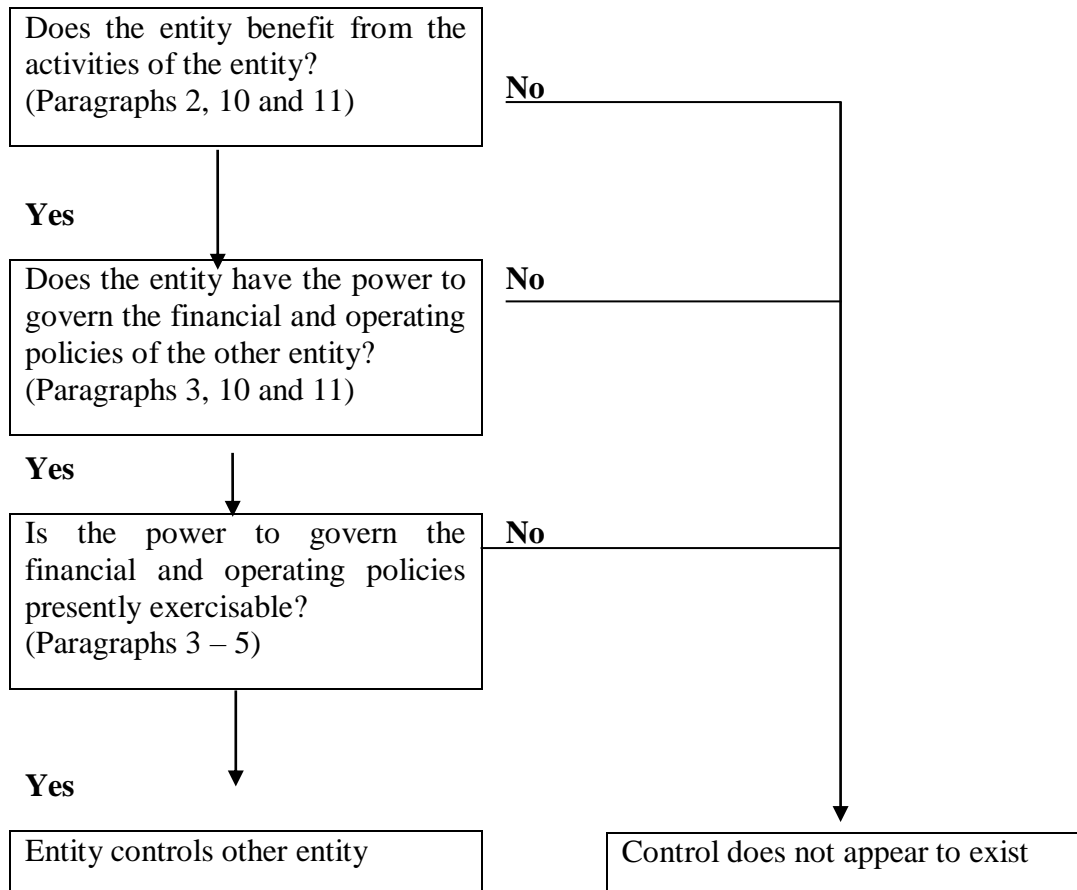 Does the entity benefit from the
activities of the entity?
(Paragraphs 2, 10 and 11)
No
Yes
Does the entity have the power to
govern the financial and operating
policies of the other entity?
(Paragraphs 3, 10 and 11)
No
Yes
Is the power to govern the
financial and operating policies
presently exercisable?
(Paragraphs 3 – 5)
No
Yes
Entity controls other entity
Control does not appear to exist